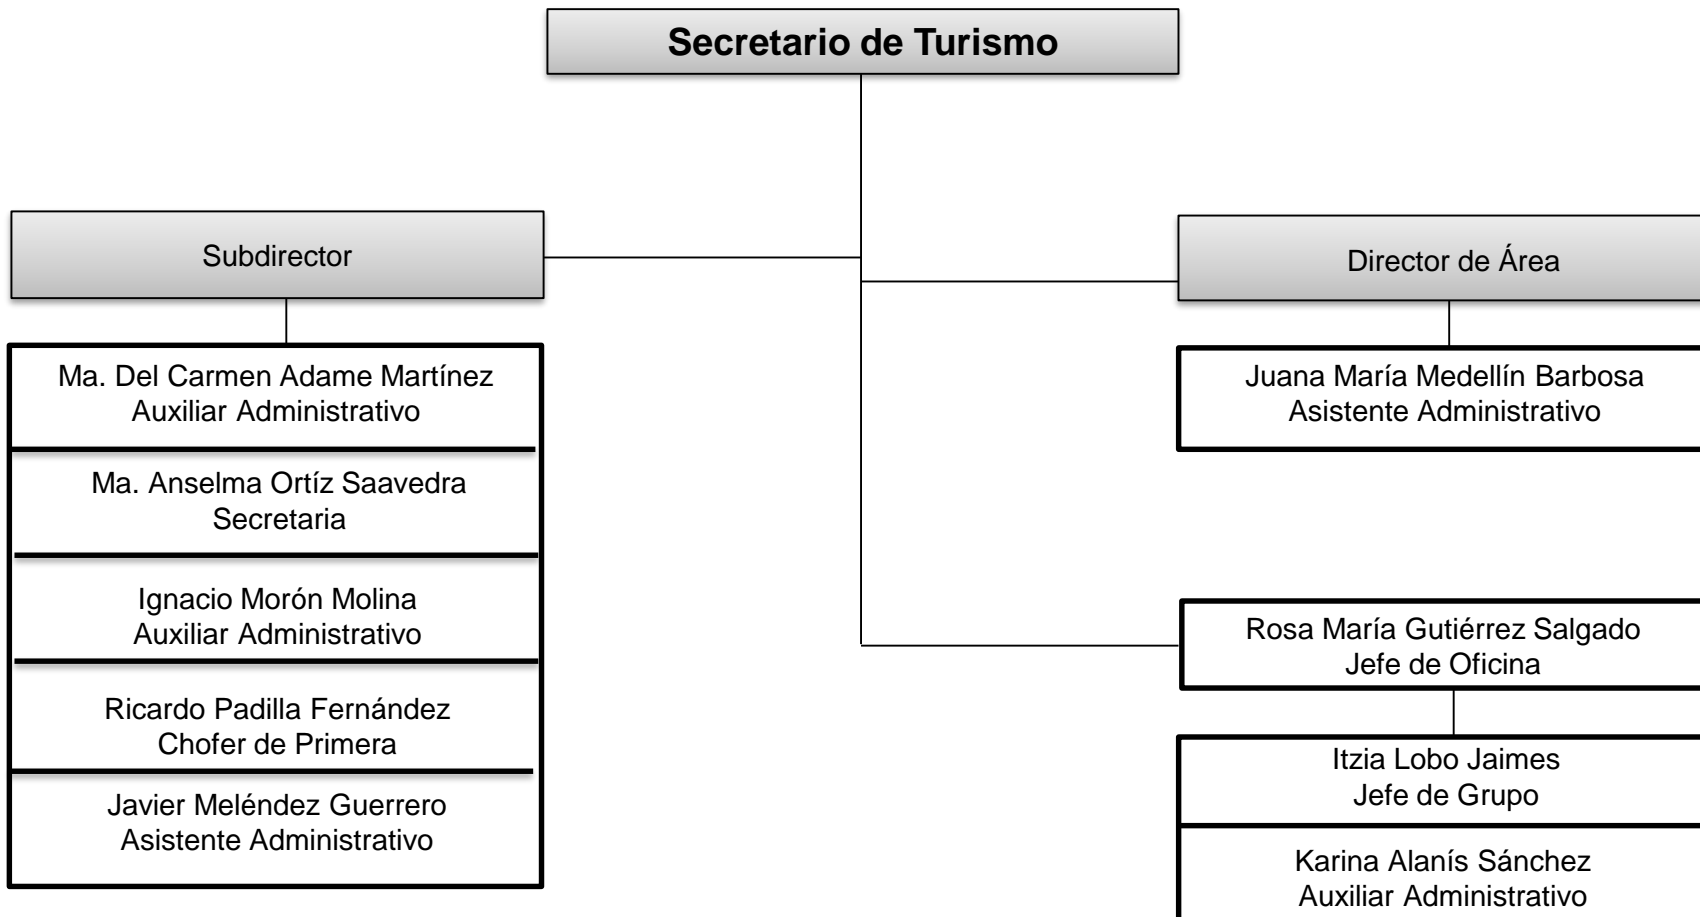 Secretario de Turismo
Subdirector
Director de Área
Ma. Del Carmen Adame Martínez
Auxiliar Administrativo
Ma. Anselma Ortíz Saavedra
Secretaria
Ignacio Morón Molina
Auxiliar Administrativo
Ricardo Padilla Fernández
Chofer de Primera
Javier Meléndez Guerrero
Asistente Administrativo
Juana María Medellín Barbosa
Asistente Administrativo
Rosa María Gutiérrez Salgado
Jefe de Oficina
Itzia Lobo Jaimes
Jefe de Grupo
Karina Alanís Sánchez
Auxiliar Administrativo